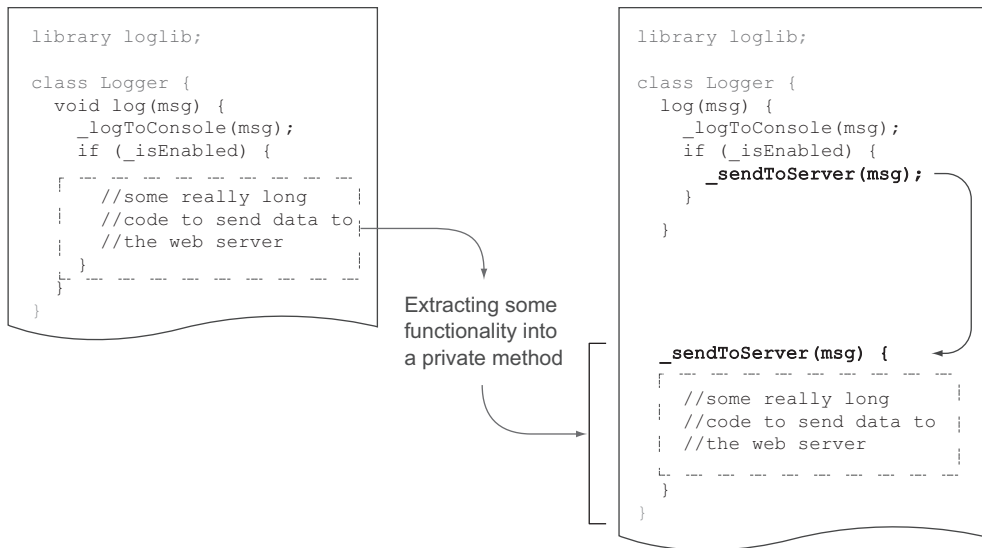 library loglib;
class Logger {
void log(msg) {
_logToConsole(msg);
if (_isEnabled) {
//some really long
//code to send data to
//the web server
}
}
}
Extracting some
functionality into
a private method
library loglib;
class Logger {
log(msg) {
_logToConsole(msg);
if (_isEnabled) {
_sendToServer(msg);
}
}
_sendToServer(msg) {
//some really long
//code to send data to
//the web server
}
}